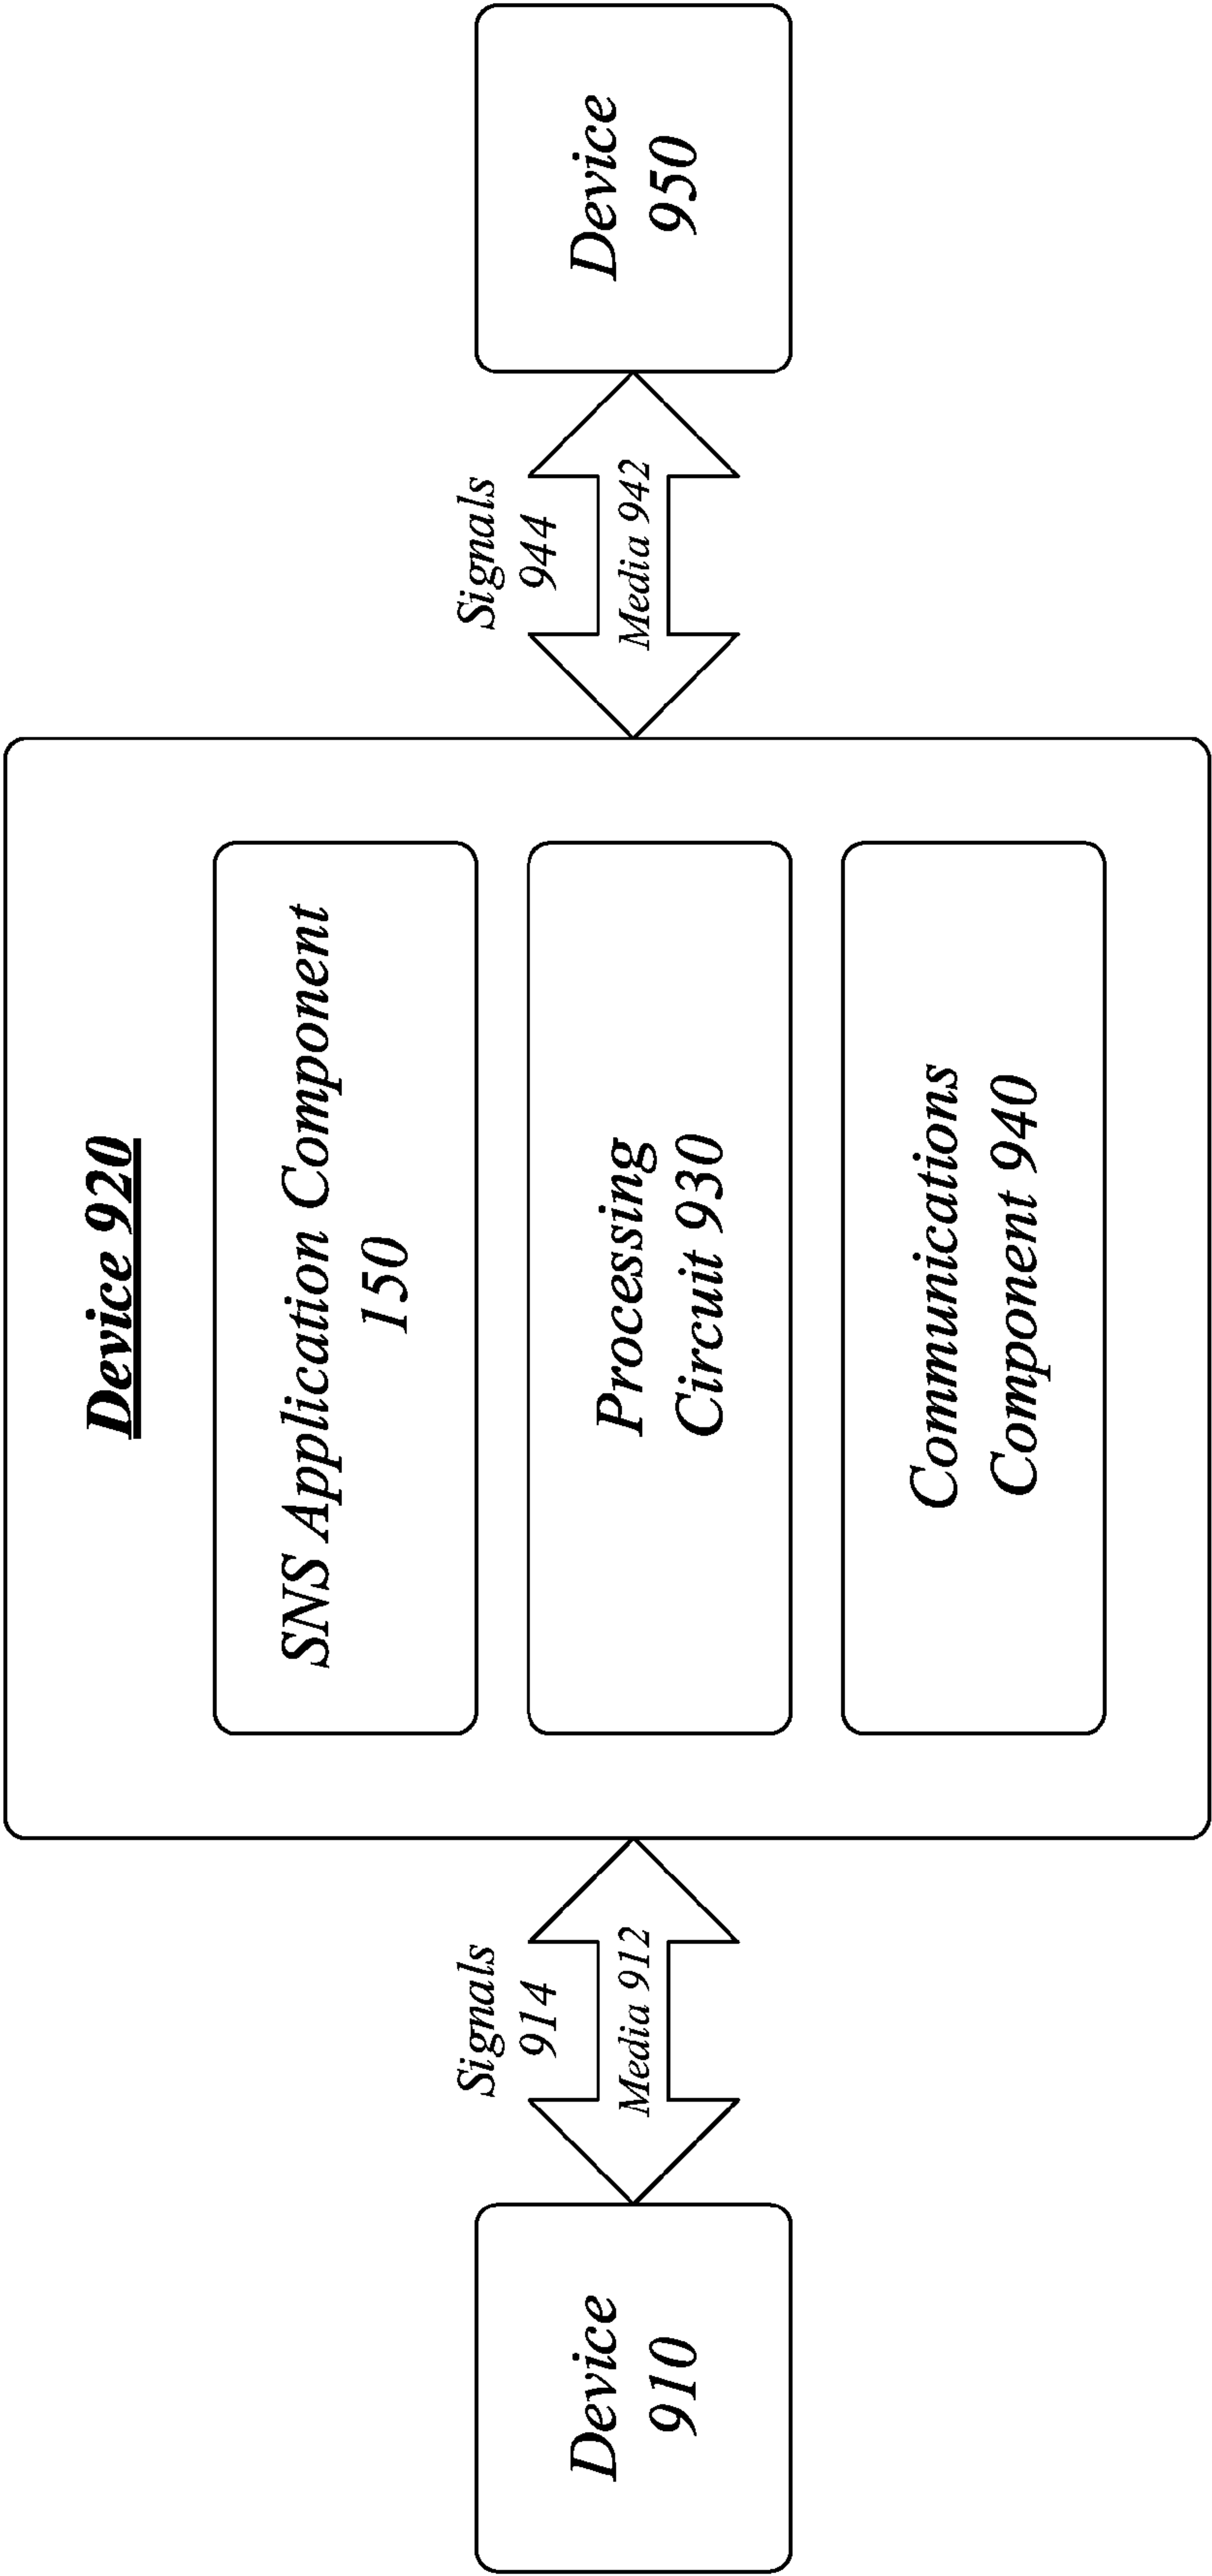 Device 920
SNS Application Component
150
Processing
Circuit 930
Communications
Component 940
Device
910
Signals
914
Media 912
Signals
944
Media 942
Device
950